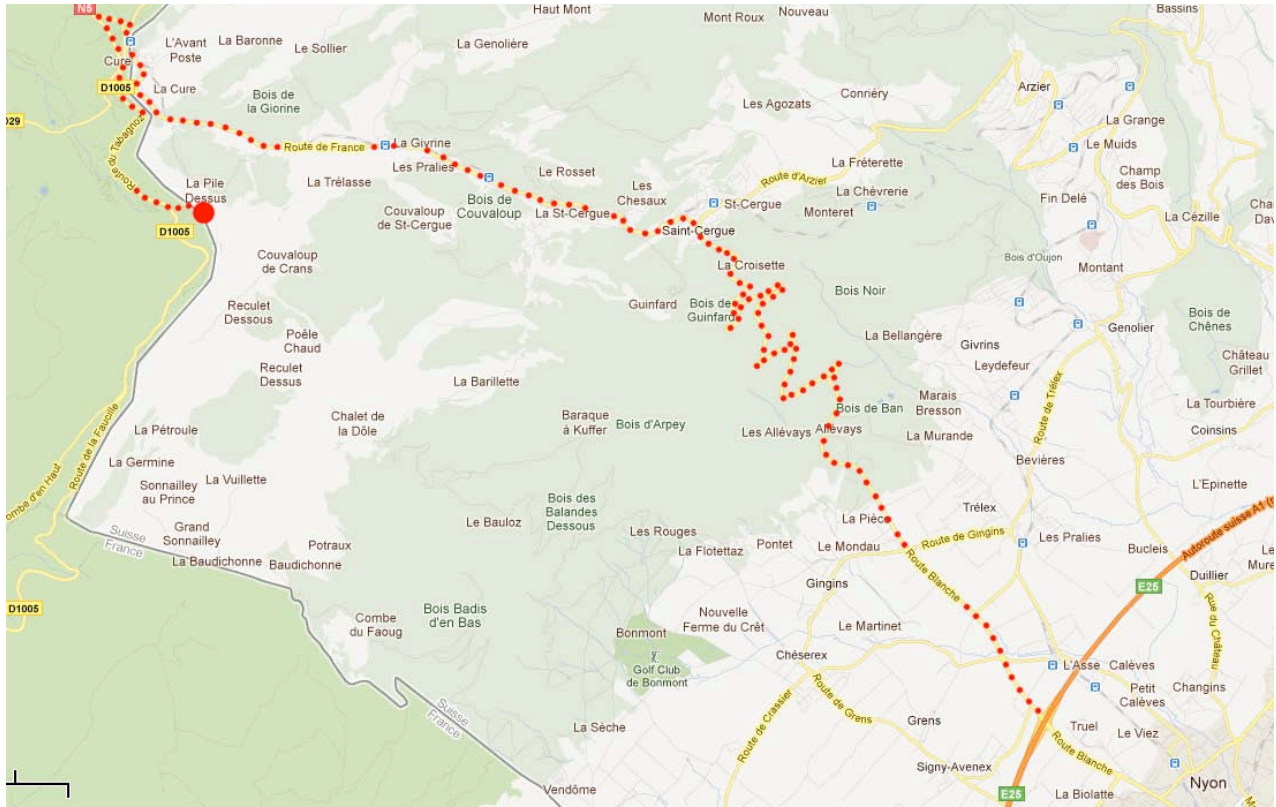 N5
Haut Mont
Mont Roux
Nouveau
Bassins
L'Avant
Poste
La Baronne
Le Sollier
La Genolière
Cure
D1005
La Cure
Bois de
la Gionne
Les Agozats
Conriéry
Arzier
La Grange
Le Muids
D29
Route du Tabagnoz
Route de France
La Givrine
Les Pralies
Le Rosset
La Trélasse
Les
Chesaux
Route d'Arzier
La Fréterette
La Chèvrerie
Champ
des Bois
La Pile
Dessus
Bois de
Couvaloup
Couvaloup
de St-Cergue
La St-Cergue
St-Cergue
Monteret
Fin Delé
La Cézille
D1005
Saint-Cergue
Couvaloup
de Crans
La Croisette
Bois d'Oujon
Montant
Bois Noir
Reculet
Dessous
Guinfard
Bois de
Guinfard
Bois de
Chênes
Poêle
Chaud
La Bellangère
Givrins
Genolier
Reculet
Dessus
Leydefeur
Château
Grillet
La Barillette
Route de Trélex
Marais
Bresson
La Tourbière
Chalet de
la Dôle
Baraque
à Kuffer
Bois d'Arpey
Bois de Ban
Les Allévays
Allévays
La Murande
Coinsins
La Pétroule
Route de la Faucille
La Germine
Bevières
Sonnailley
au Prince
La Vuillette
L'Epinette
Bois des
Balandes
Dessous
Trélex
Grand
Sonnailley
Le Bauloz
La Pièce
Suisse
France
Les Rouges
Route de Gingins
Les Pralies
Autoroute suisse A1
Potraux
La Flottettaz
Pontet
Le Mondau
Bucleis
La Baudichonne
Baudichonne
Duillier
Gingins
Route Blanche
E25
D1005
Bois Badis
d'en Bas
Combe
du Faoug
Nouvelle
Ferme du Crêt
Le Martinet
Rue du Château
Bonmont
Chéserex
L'Asse
Calèves
Golf Club
de Bonmont
Petit
Calèves
Changins
Route de Crassier
Route de Grens
Suisse
France
La Sèche
Grens
Truel
Le Viez
Route Blanche
Signy-Avenex
Nyon
Vendôme
E25
La Biolatte